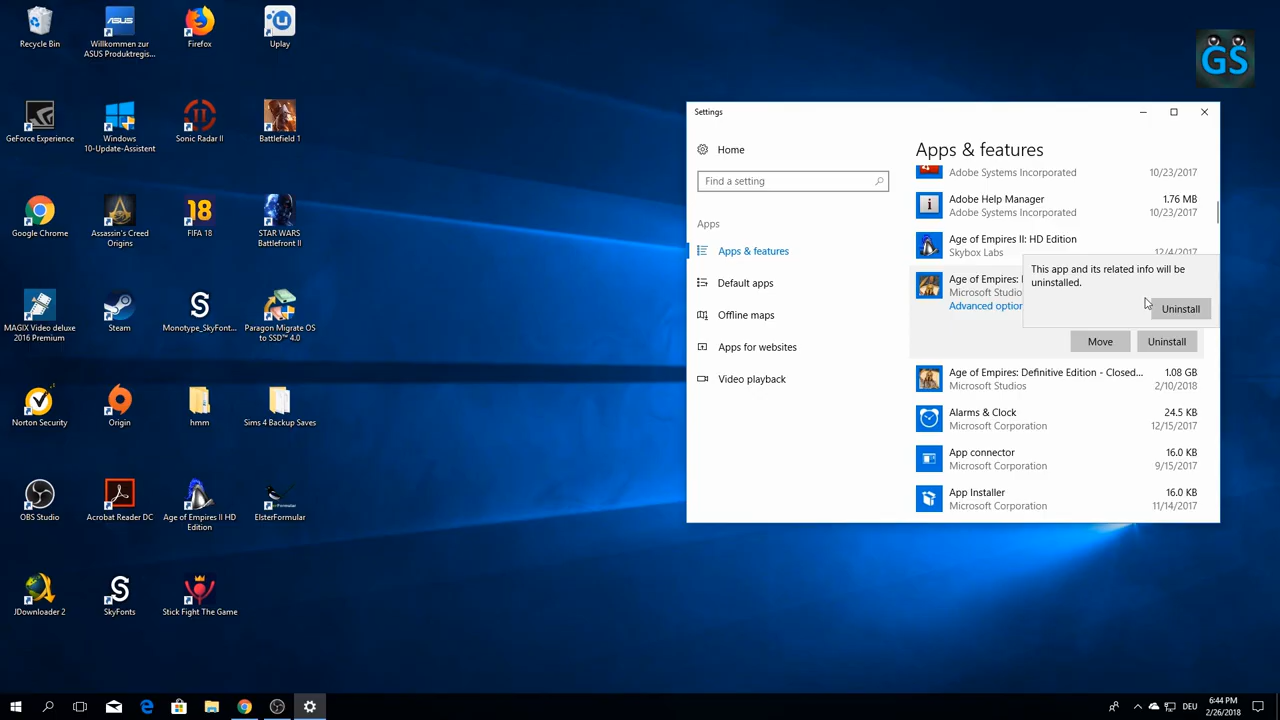 Recycle Bin
Willkommen zur
ASUS Produktregis...
Firefox
Uplay
GeForce Experience
Windows
10-Update-Assistent
Sonic Radar II
Battlefield 1
Google Chrome
Assassin's Creed
Origins
FIFA 18
STAR WARS
Battlefront II
MAGIX Video deluxe
2016 Premium
Steam
Monotype_SkyFont...
Paragon Migrate OS
to SSD™ 4.0
Norton Security
Origin
hmm
Sims 4 Backup Saves
OBS Studio
Acrobat Reader DC
Age of Empires II HD
Edition
ElsterFormular
JDownloader 2
SkyFonts
Stick Fight The Game
GS
Settings
Home
Find a setting
Apps
Apps & features
Default apps
Offline maps
Apps for websites
Video playback
Apps & features
Adobe Systems Incorporated 10/23/2017
Adobe Help Manager 1.76 MB
Adobe Systems Incorporated 10/23/2017
Age of Empires II: HD Edition
Skybox Labs 12/4/2017
Age of Empires:
Microsoft Studio
Advanced option
This app and its related info will be
uninstalled.
Uninstall
Move Uninstall
Age of Empires: Definitive Edition - Closed... 1.08 GB
Microsoft Studios 2/10/2018
Alarms & Clock 24.5 KB
Microsoft Corporation 12/15/2017
App connector 16.0 KB
Microsoft Corporation 9/15/2017
App Installer 16.0 KB
Microsoft Corporation 11/14/2017
DEU
6:44 PM
2/26/2018